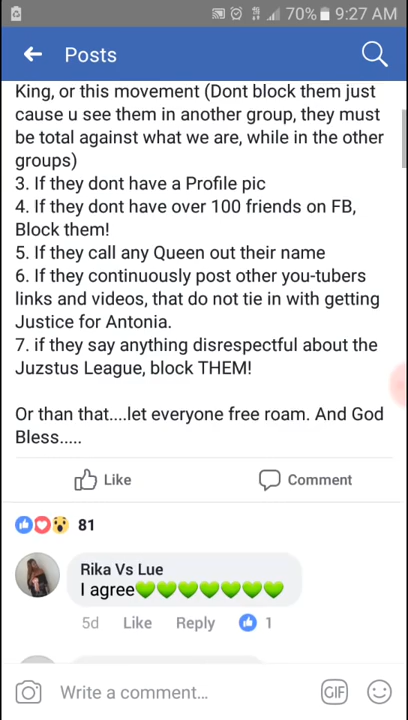 70% 9:27 AM
Posts
King, or this movement (Dont block them just
cause u see them in another group, they must
be total against what we are, while in the other
groups)
3. If they dont have a Profile pic
4. If they dont have over 100 friends on FB,
Block them!
5. If they call any Queen out their name
6. If they continuously post other you-tubers
links and videos, that do not tie in with getting
Justice for Antonia.
7. if they say anything disrespectful about the
Juzstus League, block THEM!
Or than that....let everyone free roam. And God
Bless.....
Like Comment
81
Rika Vs Lue
I agree💚💚💚💚💚💚💚
5d Like Reply 1
Write a comment... GIF